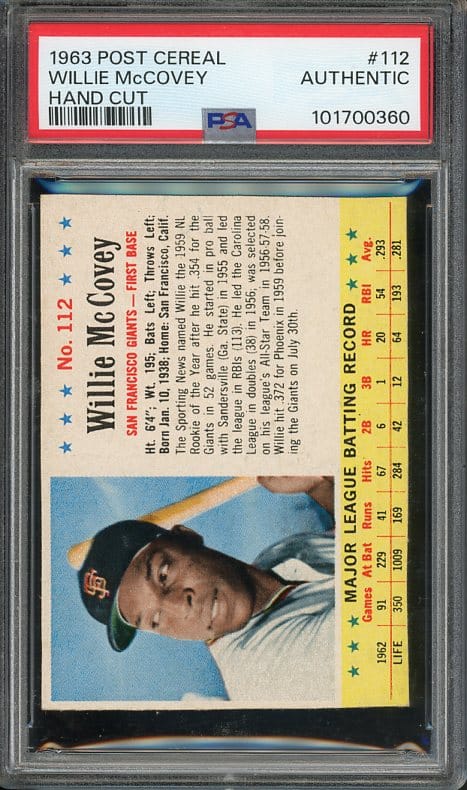 1963 POST CEREAL #112
WILLIE McCOVEY AUTHENTIC
HAND CUT
PSA 101700360
★ ★ ★ No. 112 ★ ★ ★
Willie McCovey
SAN FRANCISCO GIANTS — FIRST BASE
Ht. 6'4"; Wt. 195; Bats Left; Throws Left;
Born Jan. 10, 1938; Home: San Francisco, Calif.
The Sporting News named Willie the 1959 NL
Rookie of the Year after he hit .354 for the
Giants in 52 games. He started in pro ball
with Sandersville (Ga. State) in 1955 and led
the league in RBIs (113). He led the Carolina
League in doubles (38) in 1956, was selected
on his league's All-Star Team in 1956-57-58.
Willie hit .372 for Phoenix in 1959 before join-
ing the Giants on July 30th.
SF
★ ★ ★ MAJOR LEAGUE BATTING RECORD ★ ★ ★
Games At Bat Runs Hits 2B 3B HR RBI Avg.
1962 91 229 41 67 6 1 20 54 .293
LIFE 350 1009 169 284 42 12 64 193 .281